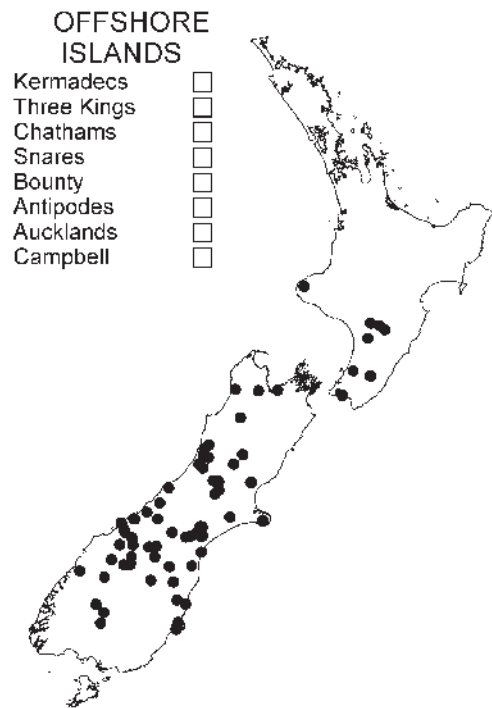 OFFSHORE
ISLANDS
Kermadecs
Three Kings
Chathams
Snares
Bounty
Antipodes
Aucklands
Campbell